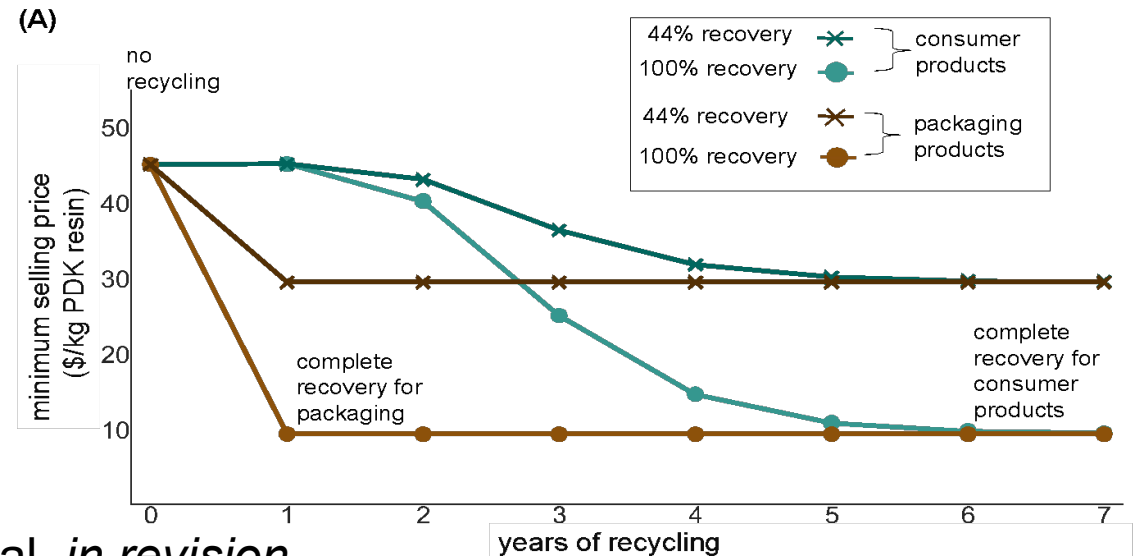 (A)
no
recycling
44% recovery
100% recovery
consumer
products
44% recovery
100% recovery
packaging
products
50
40
30
20
10
minimum selling price
($/kg PDK resin)
complete
recovery for
packaging
complete
recovery for
consumer
products
0 1 2 3 4 5 6 7
years of recycling
al, in revision